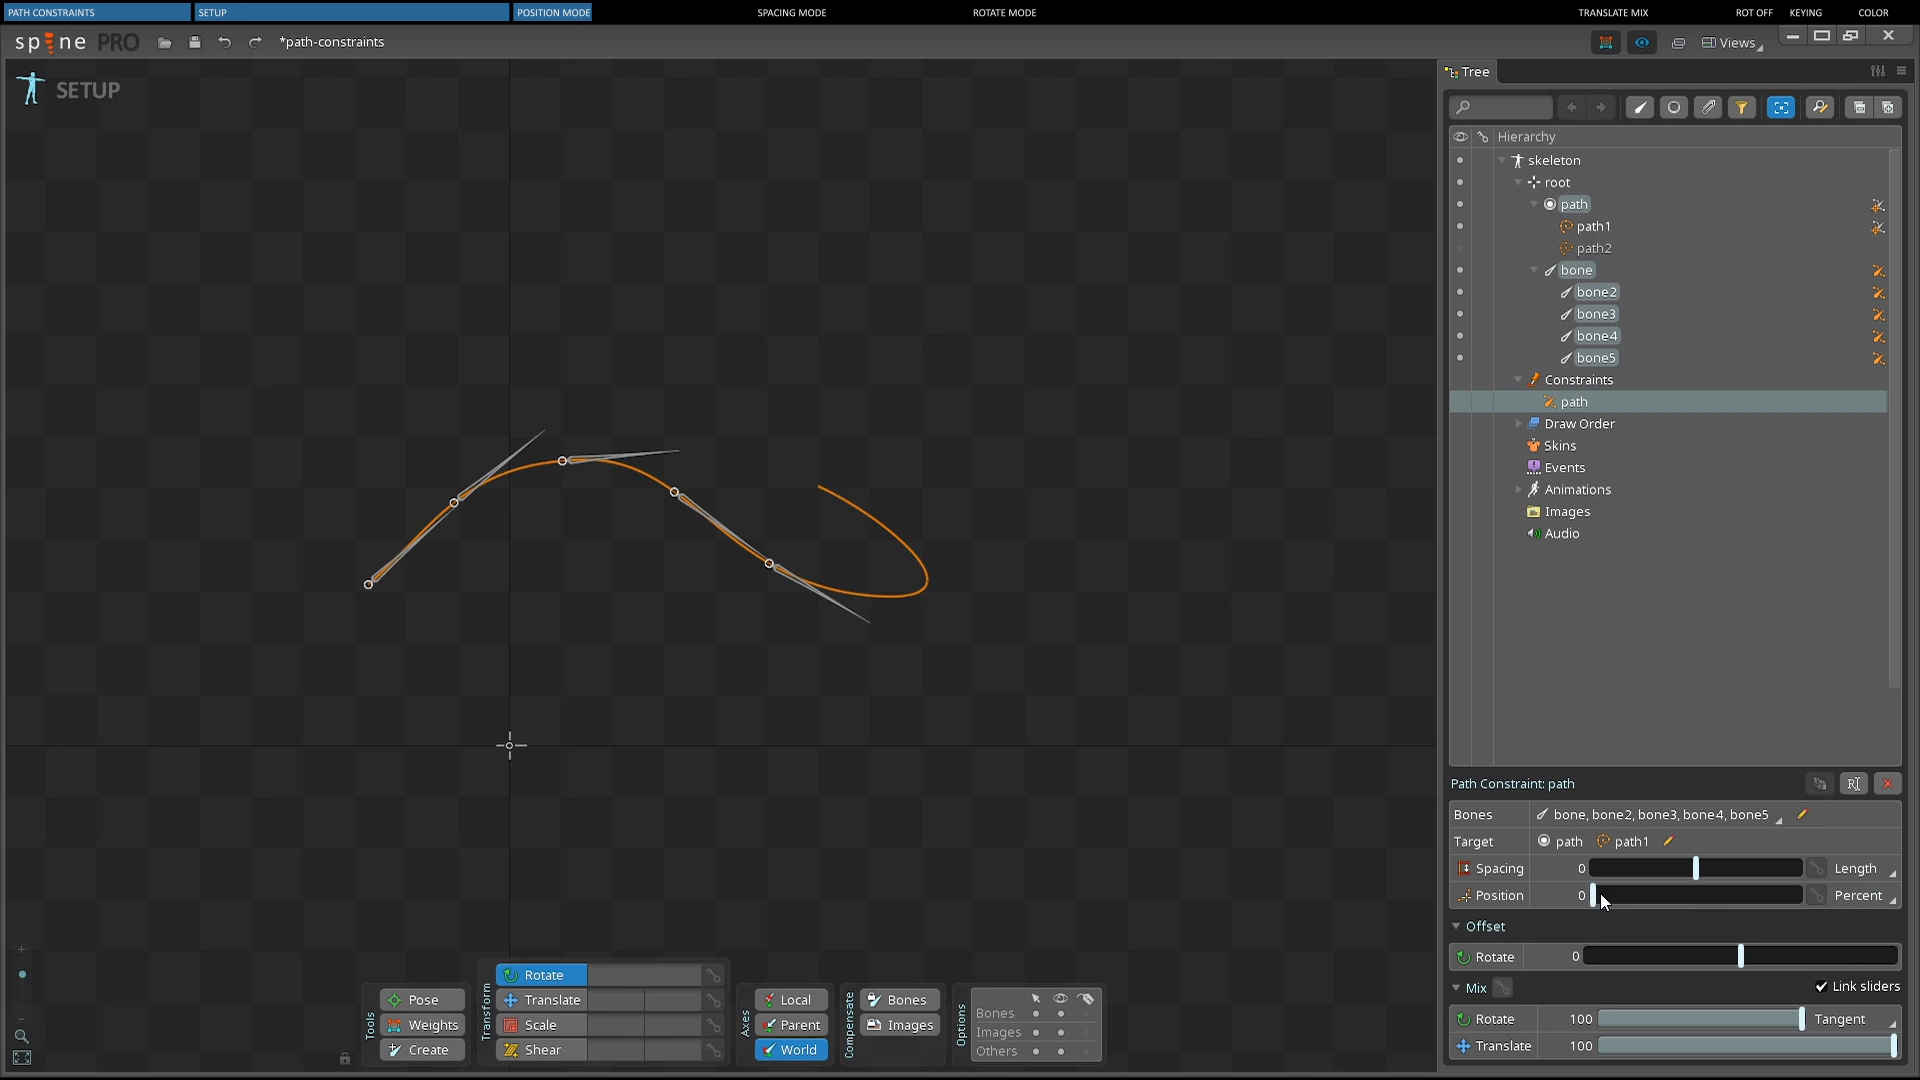 PATH CONSTRAINTS SETUP POSITION MODE SPACING MODE ROTATE MODE TRANSLATE MIX ROT OFF KEYING COLOR
spine PRO *path-constraints Views
SETUP
Tree
Hierarchy
skeleton
root
path
path1
path2
bone
bone2
bone3
bone4
bone5
Constraints
path
Draw Order
Skins
Events
Animations
Images
Audio
Path Constraint: path
Bones bone, bone2, bone3, bone4, bone5
Target path path1
Spacing 0 Length
Position 0 Percent
Offset
Rotate 0
Mix Link sliders
Rotate 100 Tangent
Translate 100
Tools
Pose
Weights
Create
Transform
Rotate
Translate
Scale
Shear
Axes
Local
Parent
World
Compensate
Bones
Images
Options
Bones
Images
Others